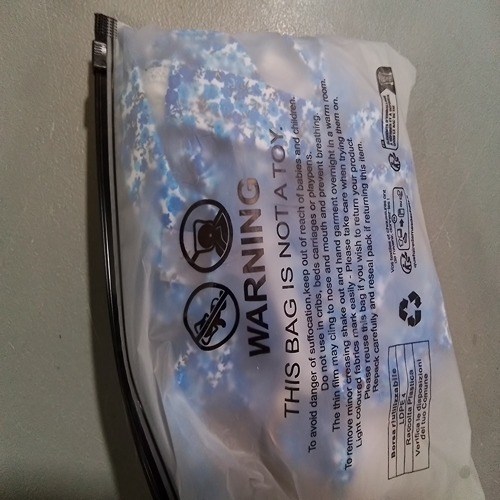 WARNING
THIS BAG IS NOT A TOY.
To avoid danger of suffocation,keep out of reach of babies and children.
Do not use in cribs, beds carriages or playpens.
The thin film may cling to nose and mouth and prevent breathing.
To remove minor creasing shake out and hand garment overnight in a warm room.
Light coloured fabrics mark easily - Please take care when trying them on.
Please reuse this bag if you wish to return your product.
Repack carefully and reseal pack if returning this item.
Borsa riutilizzabile
LDPE 4
Raccolta Plastica
Verifica le disposizioni
del tuo Comune